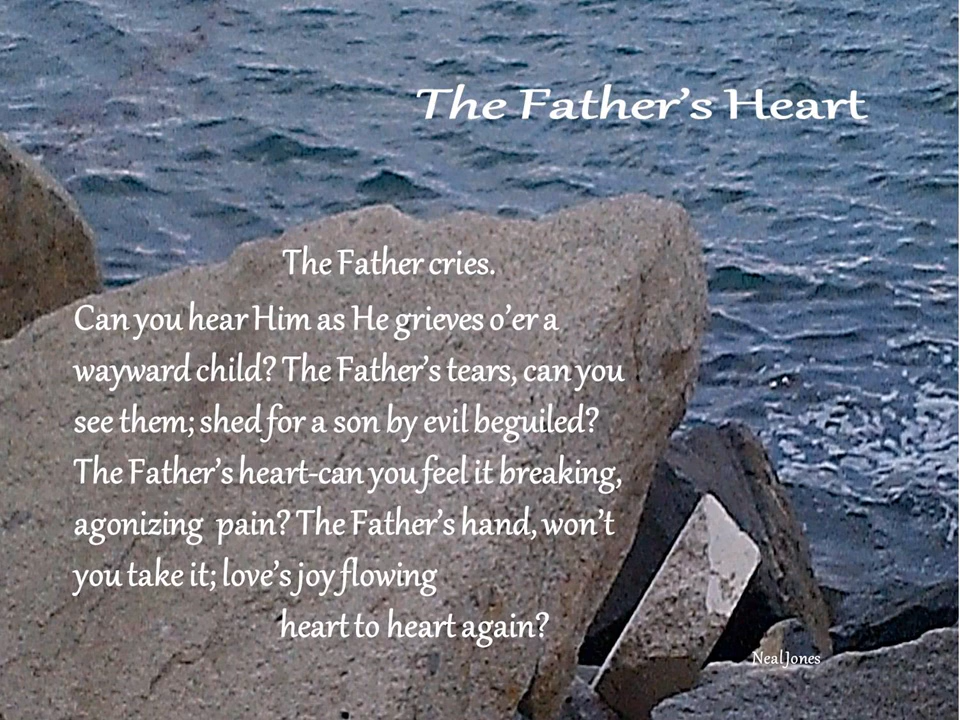 The Father's Heart
The Father cries.
Can you hear Him as He grieves o'er a
wayward child? The Father's tears, can you
see them; shed for a son by evil beguiled?
The Father's heart-can you feel it breaking,
agonizing pain? The Father's hand, won't
you take it; love's joy flowing
heart to heart again?
Neal Jones